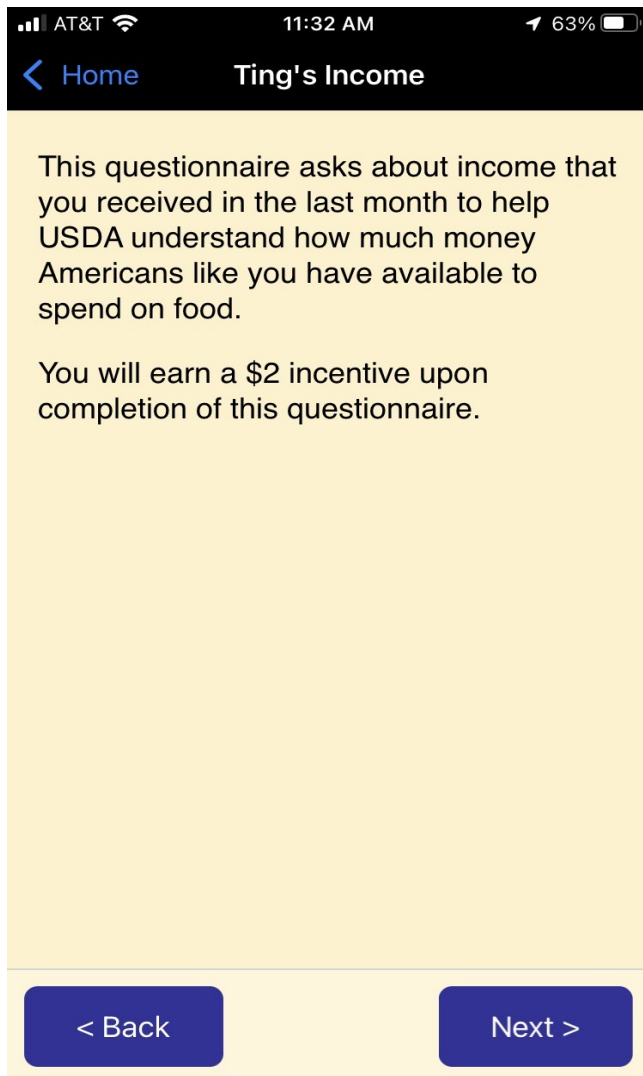 AT&T 11:32 AM 63%
Home Ting's Income
This questionnaire asks about income that
you received in the last month to help
USDA understand how much money
Americans like you have available to
spend on food.
You will earn a $2 incentive upon
completion of this questionnaire.
< Back Next >